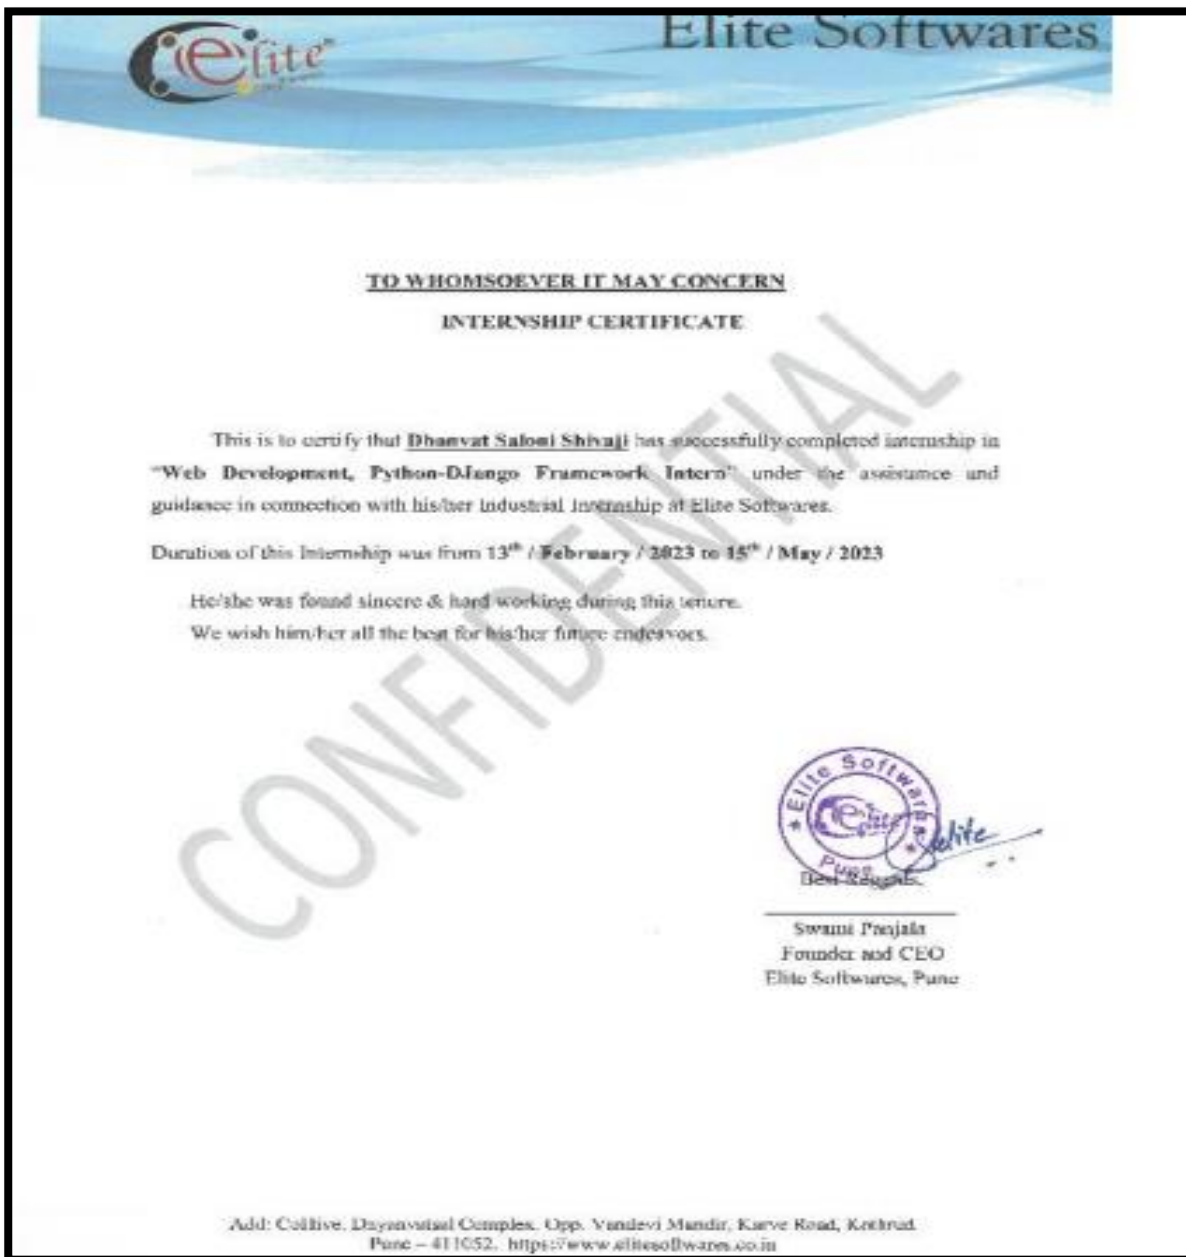 Elite Softwares
elite
TO WHOMSOEVER IT MAY CONCERN
INTERNSHIP CERTIFICATE
This is to certify that Dhanvat Saloni Shivaji has successfully completed internship in
"Web Development, Python-DJango Framework Intern" under the assistance and
guidance in connection with his/her Industrial Internship at Elite Softwares.
Duration of this Internship was from 13th / February / 2023 to 15th / May / 2023
He/she was found sincere & hard working during this tenure.
We wish him/her all the best for his/her future endeavors.
CONFIDENTIAL
Elite Softwares
elite
Pune
elite
Best Regards,
Swami Panjala
Founder and CEO
Elite Softwares, Pune
Add: Dayanvatsal Complex, Opp. Vandevi Mandir, Karve Road, Kothrud
Pune – 411052. https://www.elitesoftwares.co.in